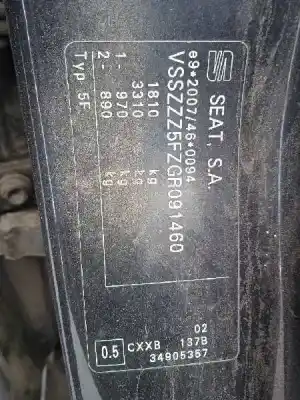 SEAT, S.A.
e9*2007/46*0094
VSSZZZ5FZGR091460
1810 kg
3310 kg
1- 970 kg
2- 890 kg
Typ 5F
02
0.5 CXXB 137B
34905357